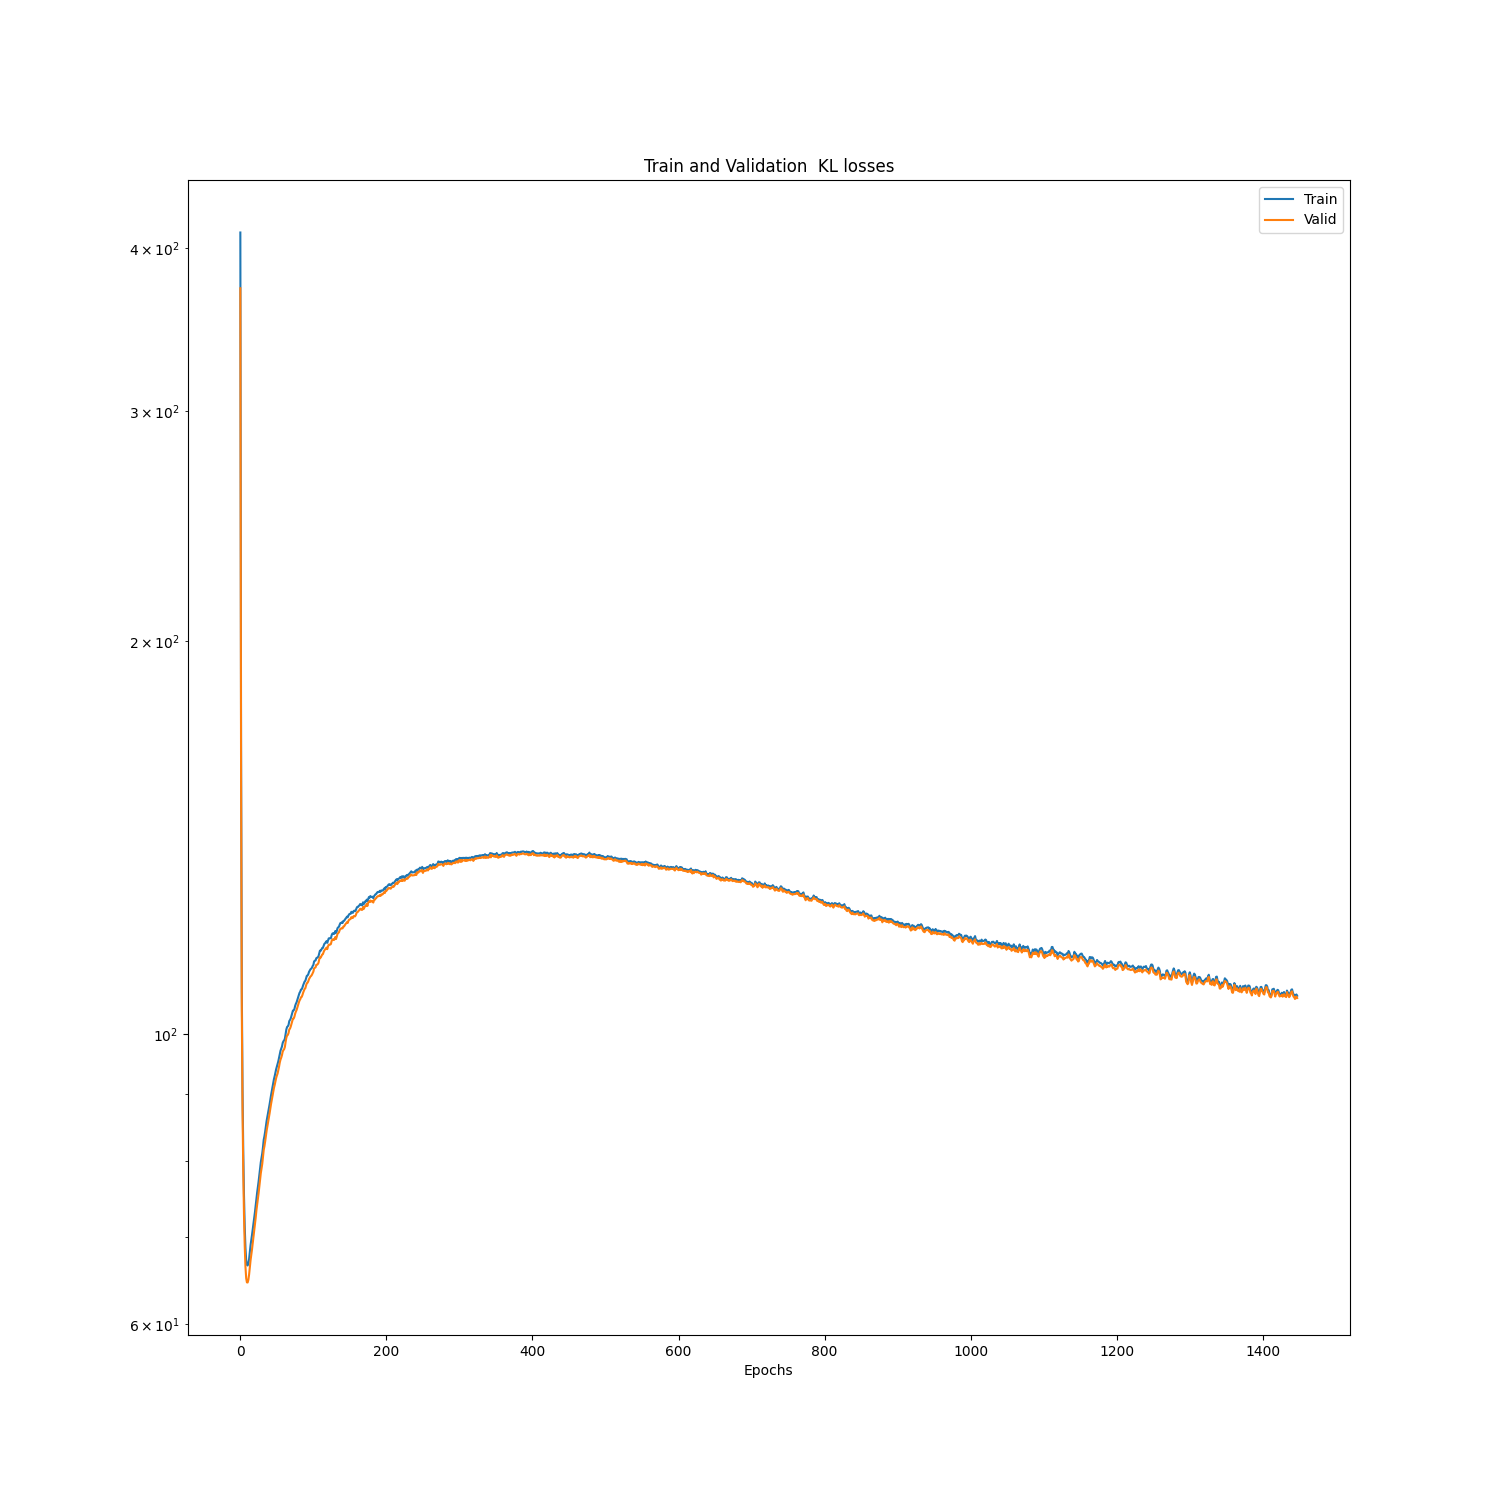 Train and Validation  KL losses
Train
Valid
4 × 10²
3 × 10²
2 × 10²
10²
6 × 10¹
0 200 400 600 800 1000 1200 1400
Epochs